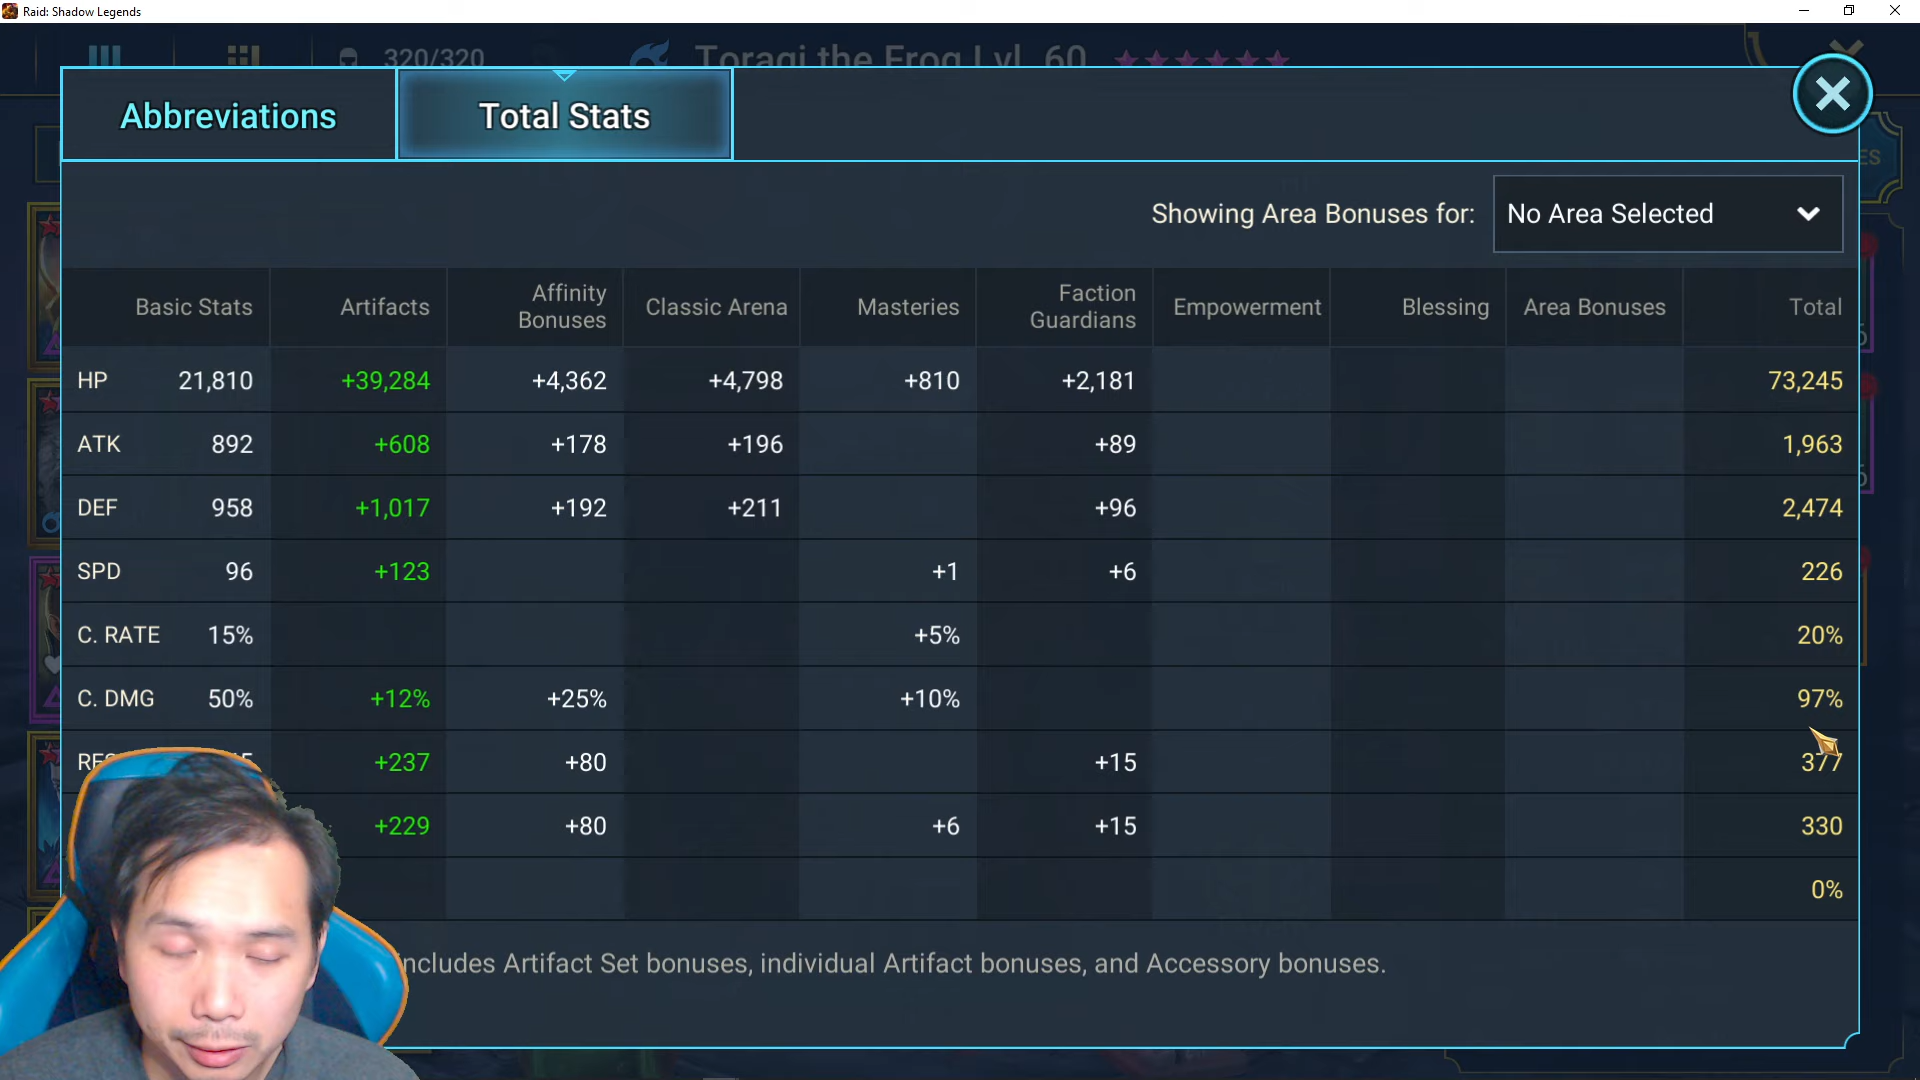 Raid: Shadow Legends
320/320 Toragi the Frog Lvl 60
Abbreviations Total Stats
Showing Area Bonuses for: No Area Selected
Basic Stats Artifacts Affinity Bonuses Classic Arena Masteries Faction Guardians Empowerment Blessing Area Bonuses Total
HP 21,810 +39,284 +4,362 +4,798 +810 +2,181 73,245
ATK 892 +608 +178 +196 +89 1,963
DEF 958 +1,017 +192 +211 +96 2,474
SPD 96 +123 +1 +6 226
C. RATE 15% +5% 20%
C. DMG 50% +12% +25% +10% 97%
+237 +80 +15 377
+229 +80 +6 +15 330
0%
includes Artifact Set bonuses, individual Artifact bonuses, and Accessory bonuses.